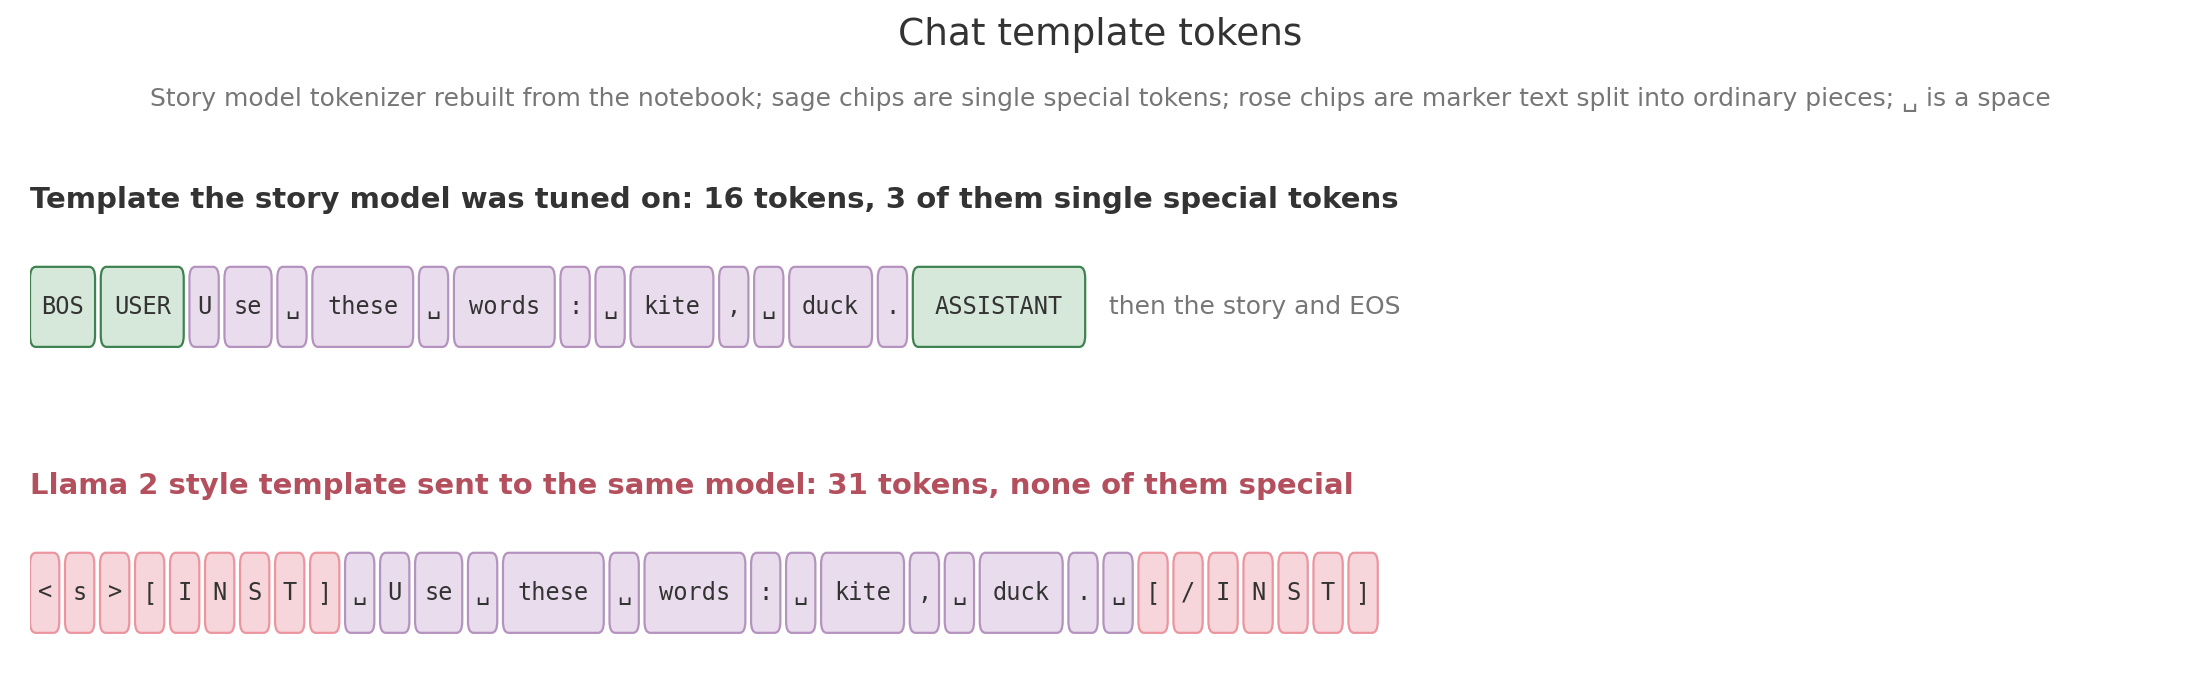 Chat template tokens
Story model tokenizer rebuilt from the notebook; sage chips are single special tokens; rose chips are marker text split into ordinary pieces; ␣ is a space
Template the story model was tuned on: 16 tokens, 3 of them single special tokens
BOS USER U se ␣ these ␣ words : ␣ kite , ␣ duck . ASSISTANT then the story and EOS
Llama 2 style template sent to the same model: 31 tokens, none of them special
< s > [ I N S T ] ␣ U se ␣ these ␣ words : ␣ kite , ␣ duck . ␣ [ / I N S T ]